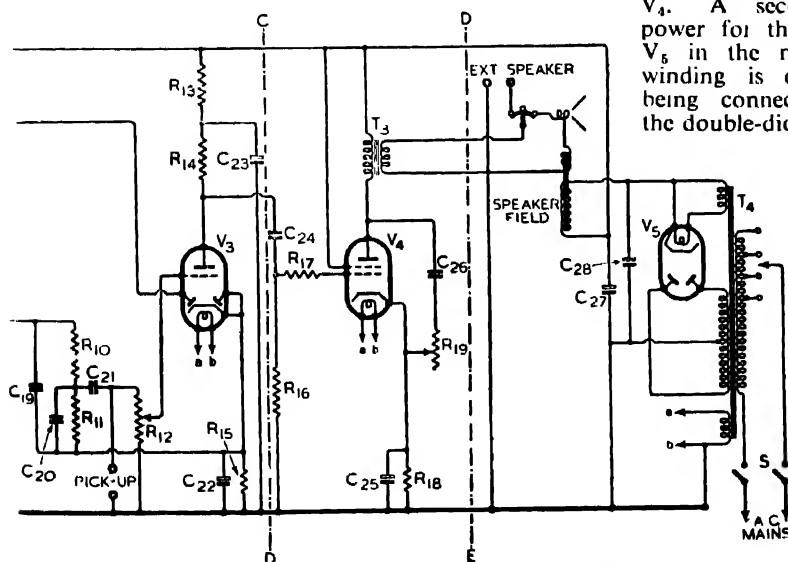 V₄. A sec
power for th
V₅ in the r
winding is
being connec
the double-dio
C
D
EXT SPEAKER
R₁₃
T₃
R₁₄
C₂₃
SPEAKER
FIELD
T₄
V₃
C₂₄
V₄
V₅
R₁₇
C₂₆
C₂₈
C₂₇
a b
a b
R₁₉
R₁₀
C₁₉
C₂₁
R₁₆
R₁₁
R₁₂
R₁₅
a
b
C₂₀
PICK-UP
C₂₂
C₂₅
R₁₈
S
A C
MAINS
D
E